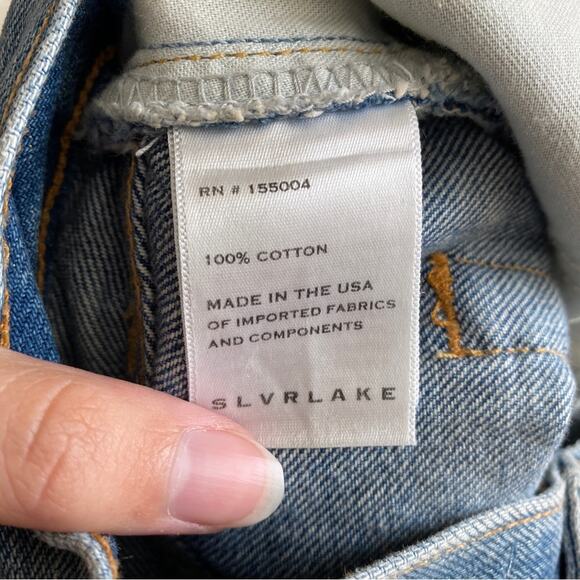 RN # 155004
100% COTTON
MADE IN THE USA
OF IMPORTED FABRICS
AND COMPONENTS
SLVRLAKE